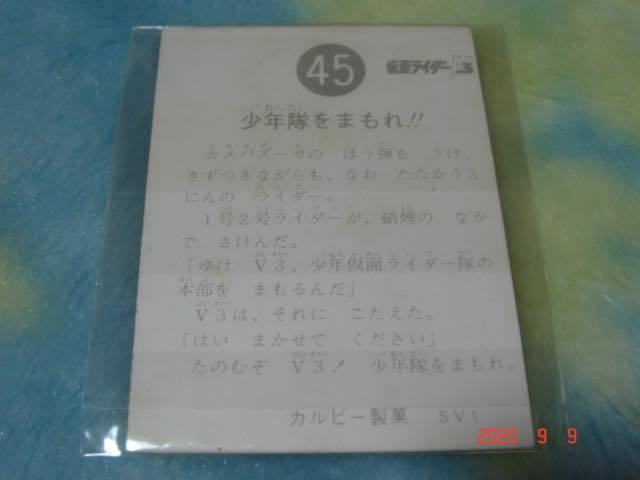 45
仮面ライダー V3
少年隊をまもれ!!
カメバズーカの ほう弾を うけ、
きずつきながらも、なお たたかう3
にんの ライダー。
1号2号ライダーが、硝煙の なか
で さけんだ。
「ゆけ V3、少年仮面ライダー隊の
本部を まもるんだ」
V3は、それに こたえた。
「はい まかせて ください」
たのむぞ V3! 少年隊をまもれ。
カルビー製菓 SV1
2020 9 9